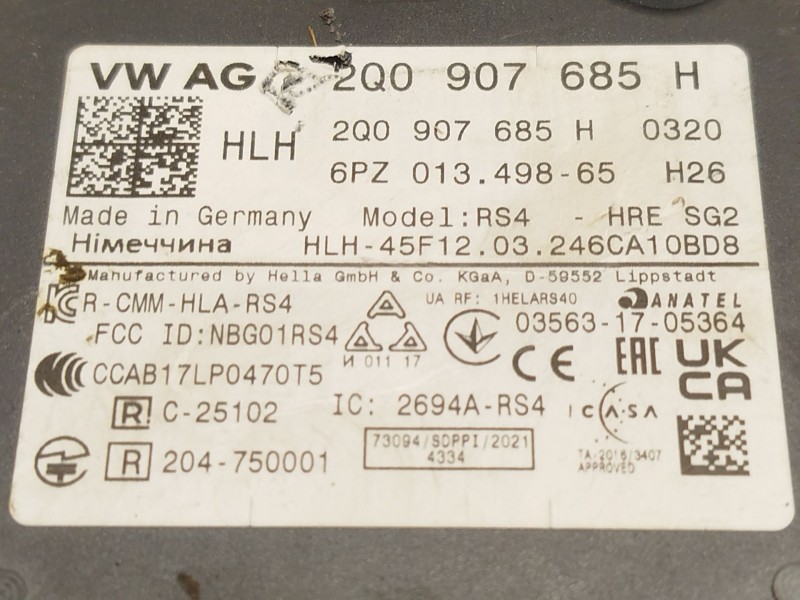 VW AG 2Q0 907 685 H
HLH 2Q0 907 685 H 0320
6PZ 013.498-65 H26
Made in Germany Model:RS4 - HRE SG2
Німеччина HLH-45F12.03.246CA10BD8
Manufactured by Hella GmbH & Co. KGaA, D-59552 Lippstadt
R-CMM-HLA-RS4 UA RF: 1HELARS40 ANATEL
FCC ID:NBG01RS4 И 011 17 03563-17-05364
CCAB17LP0470T5 CE EAC UK CA
R C-25102 IC: 2694A-RS4 ICASA
R 204-750001 73094/SDPPI/2021
4334
TA-2016/3407
APPROVED